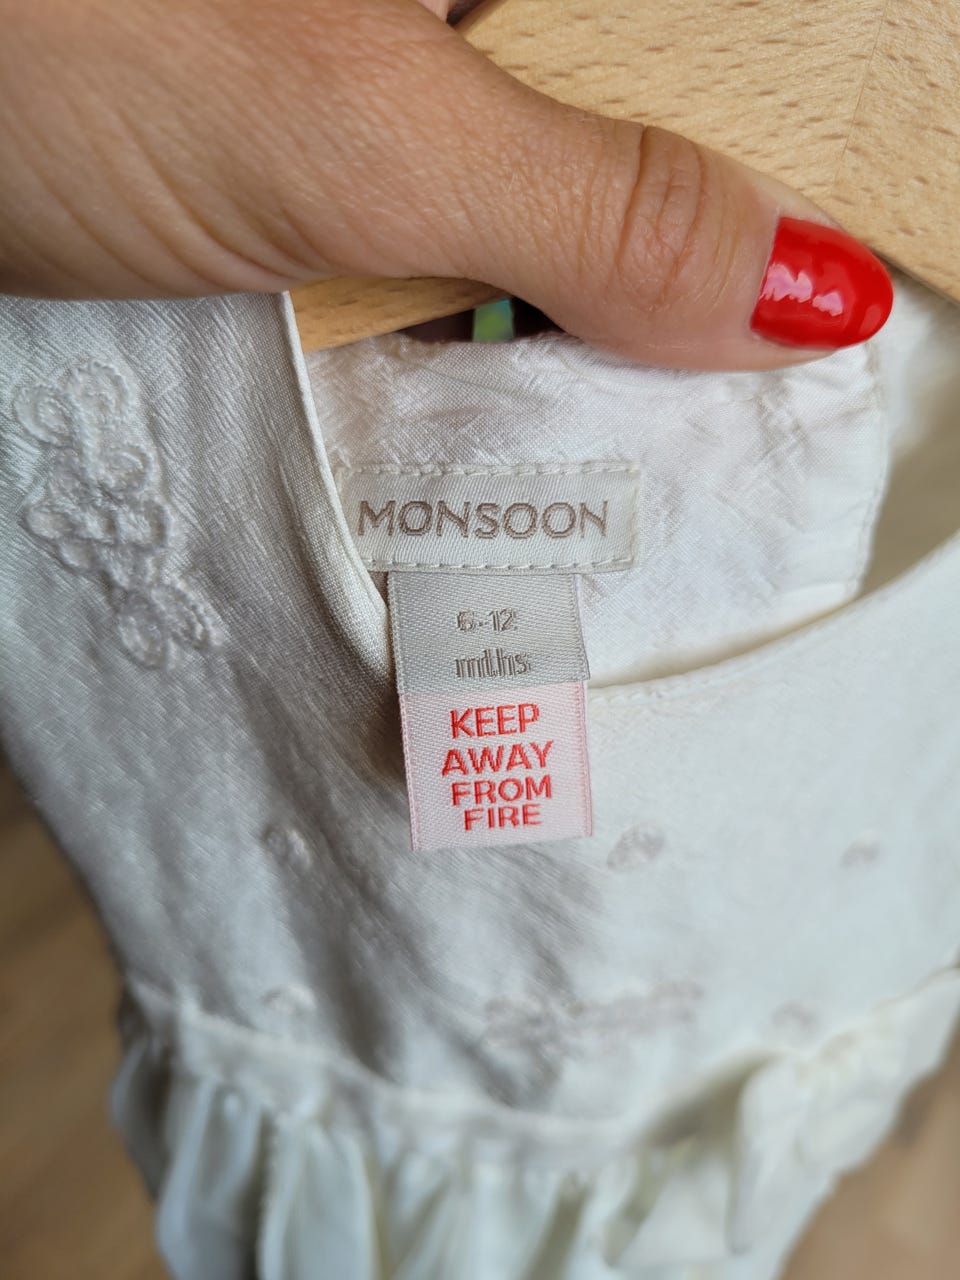 MONSOON
6-12
mths
KEEP
AWAY
FROM
FIRE